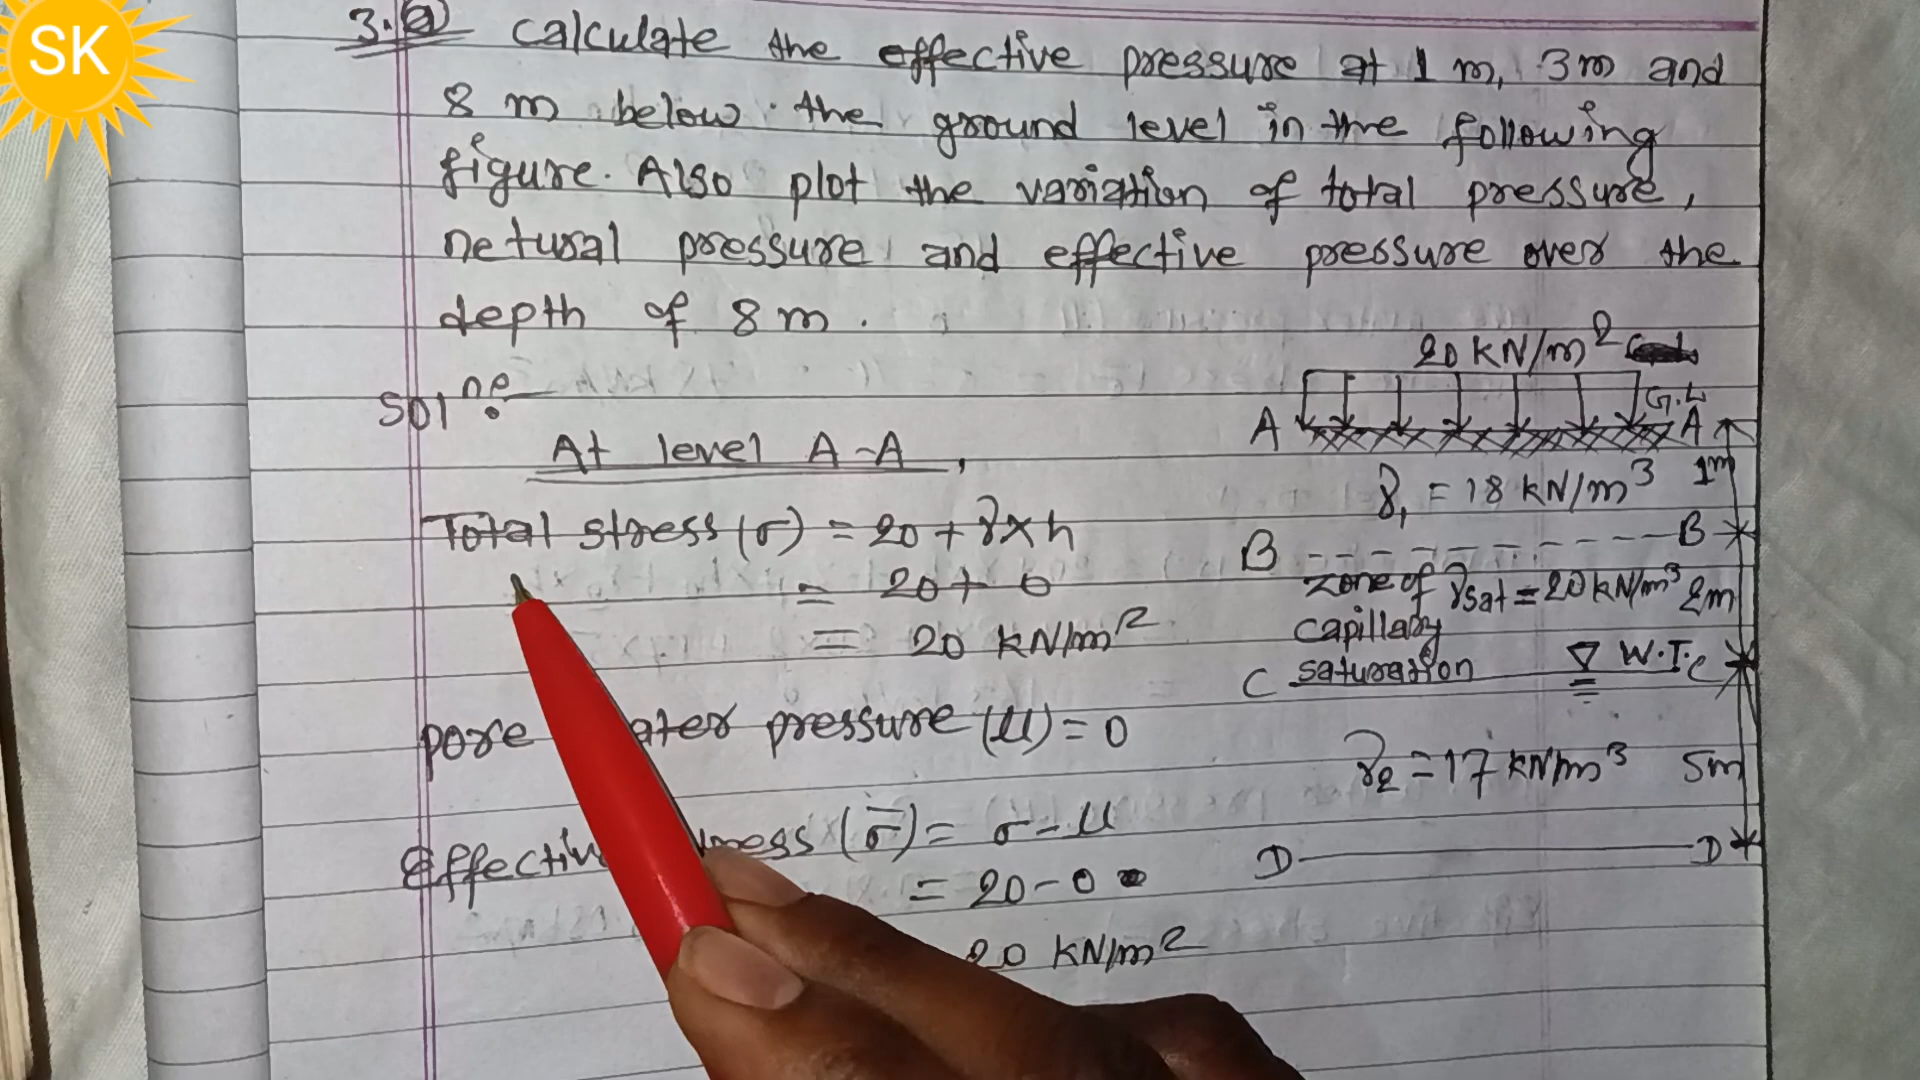 SK
3. a calculate the effective pressure at 1 m, 3m and
8 m below the ground level in the following
figure. Also plot the variation of total pressure,
netural pressure and effective pressure over the
depth of 8 m.
Solne
At level A-A,
Total stress (σ) = 20 + γ x h
= 20 + 0
= 20 kN/m²
pore ater pressure (u) = 0
Effectiv ress (σ̄) = σ - u
= 20 - 0
20 kN/m²
20 KN/m²
G.L
A A
γ₁ = 18 KN/m³ 1m
B B
zone of γsat = 20 kN/m³ 2m
capillary
saturation
C ∇ W.T. C
γ₂ = 17 kN/m³ 5m
D D